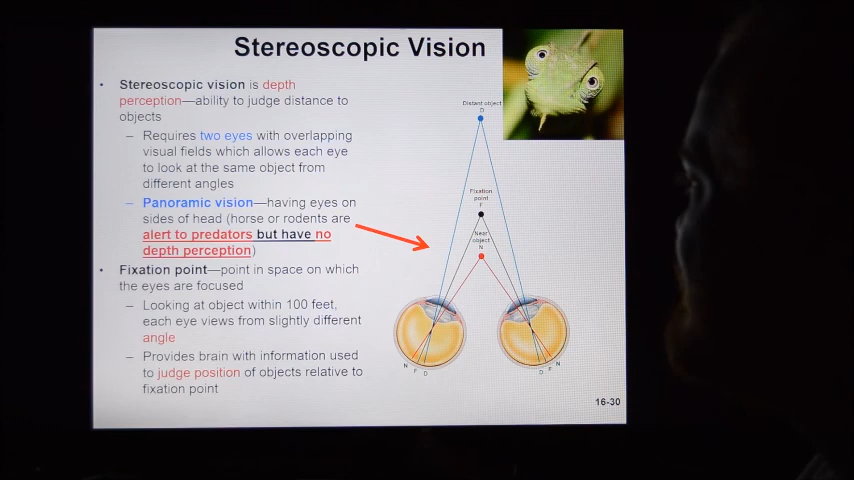 Stereoscopic Vision
• Stereoscopic vision is depth
perception—ability to judge distance to
objects
– Requires two eyes with overlapping
visual fields which allows each eye
to look at the same object from
different angles
– Panoramic vision—having eyes on
sides of head (horse or rodents are
alert to predators but have no
depth perception)
• Fixation point—point in space on which
the eyes are focused
– Looking at object within 100 feet,
each eye views from slightly different
angle
– Provides brain with information used
to judge position of objects relative to
fixation point
Distant object
D
Fixation
point
F
Near
object
N
N F D
D F N
16-30